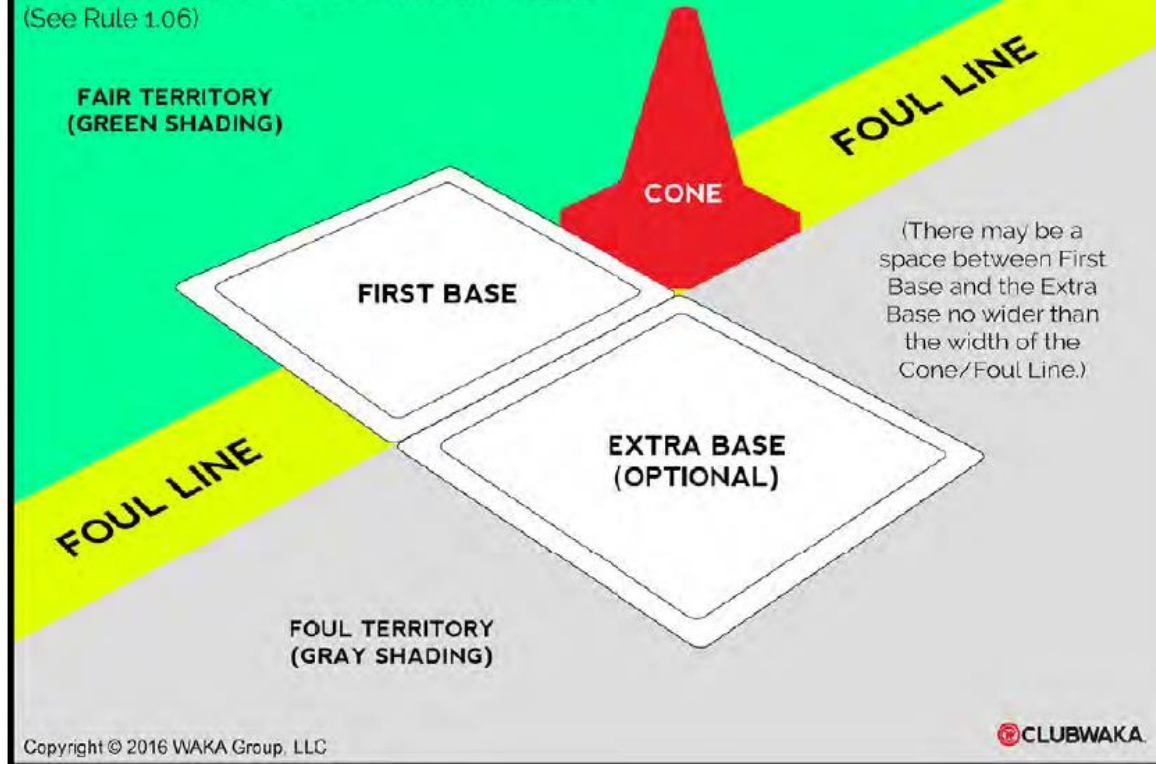 (See Rule 1.06)
FAIR TERRITORY
(GREEN SHADING)
FOUL LINE
CONE
(There may be a
space between First
Base and the Extra
Base no wider than
the width of the
Cone/Foul Line.)
FIRST BASE
EXTRA BASE
(OPTIONAL)
FOUL LINE
FOUL TERRITORY
(GRAY SHADING)
Copyright © 2016 WAKA Group, LLC
CLUBWAKA